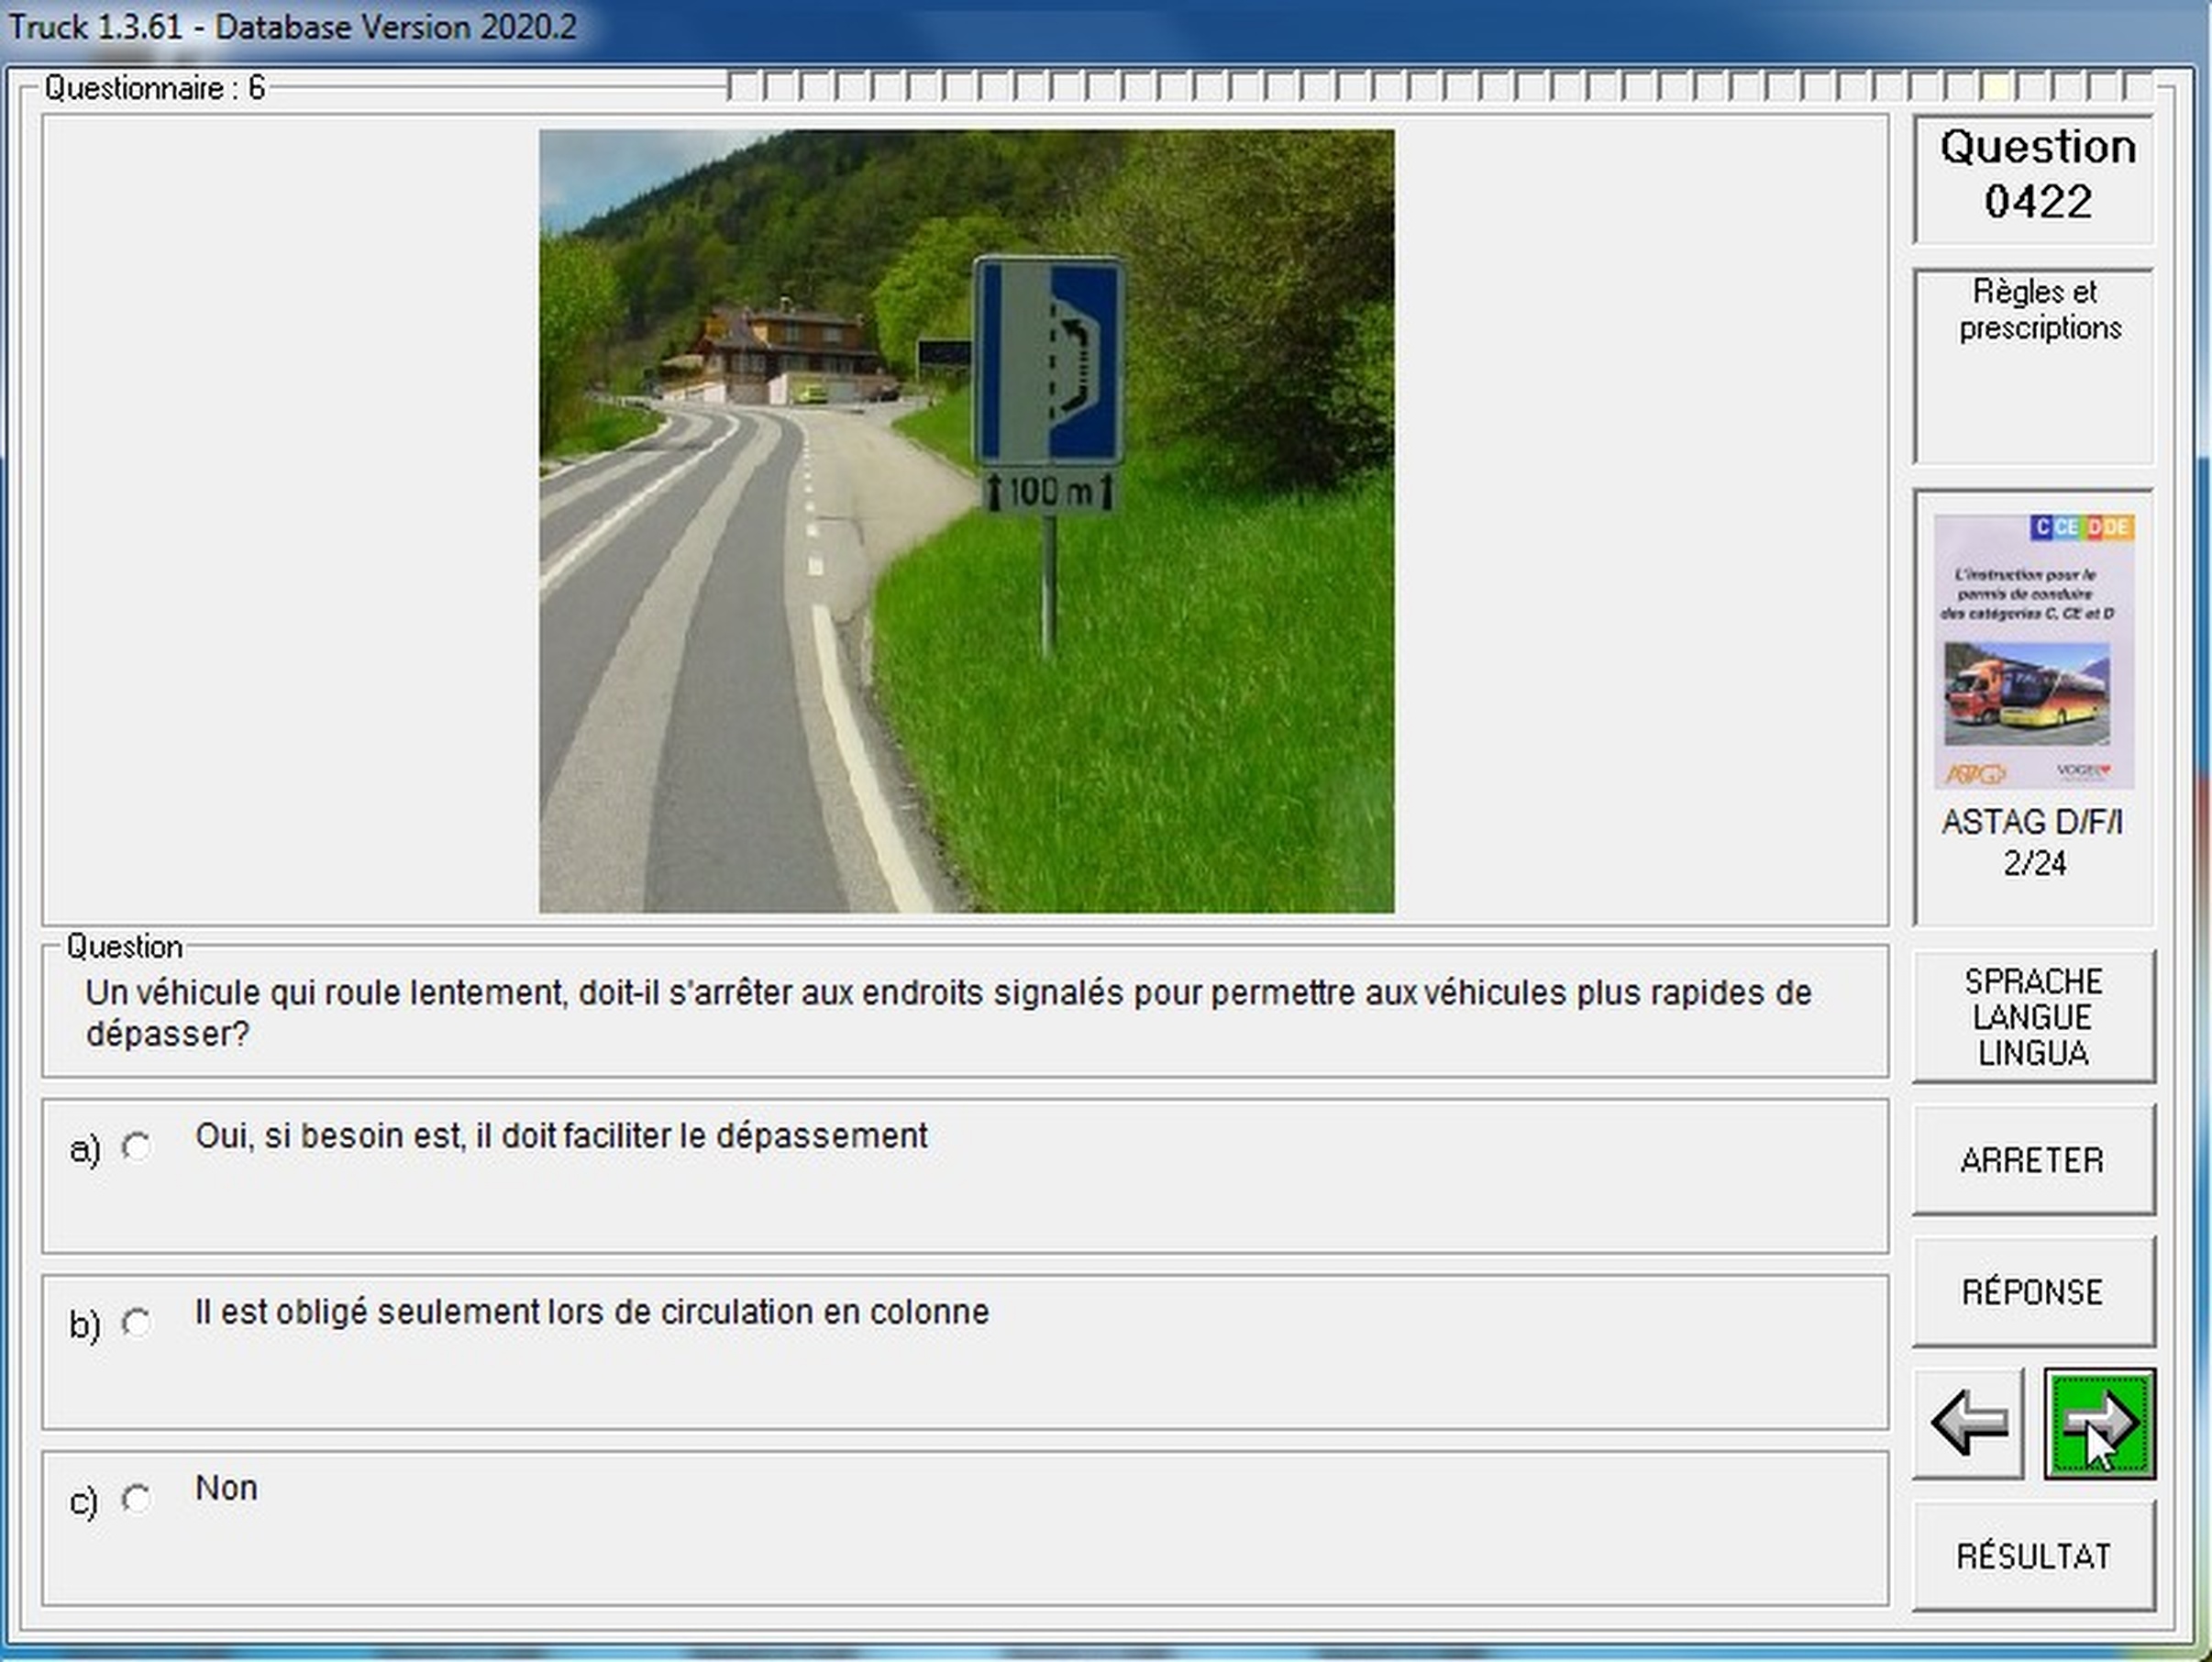 Truck 1.3.61 - Database Version 2020.2
Questionnaire : 6
Question
0422
Règles et
prescriptions
100 m
C CE D DE
L'instruction pour le
permis de conduire
des catégories C, CE et D
ASTAG
VOGEL
ASTAG D/F/I
2/24
Question
Un véhicule qui roule lentement, doit-il s'arrêter aux endroits signalés pour permettre aux véhicules plus rapides de
dépasser?
SPRACHE
LANGUE
LINGUA
a) Oui, si besoin est, il doit faciliter le dépassement
ARRETER
b) Il est obligé seulement lors de circulation en colonne
RÉPONSE
c) Non
RÉSULTAT